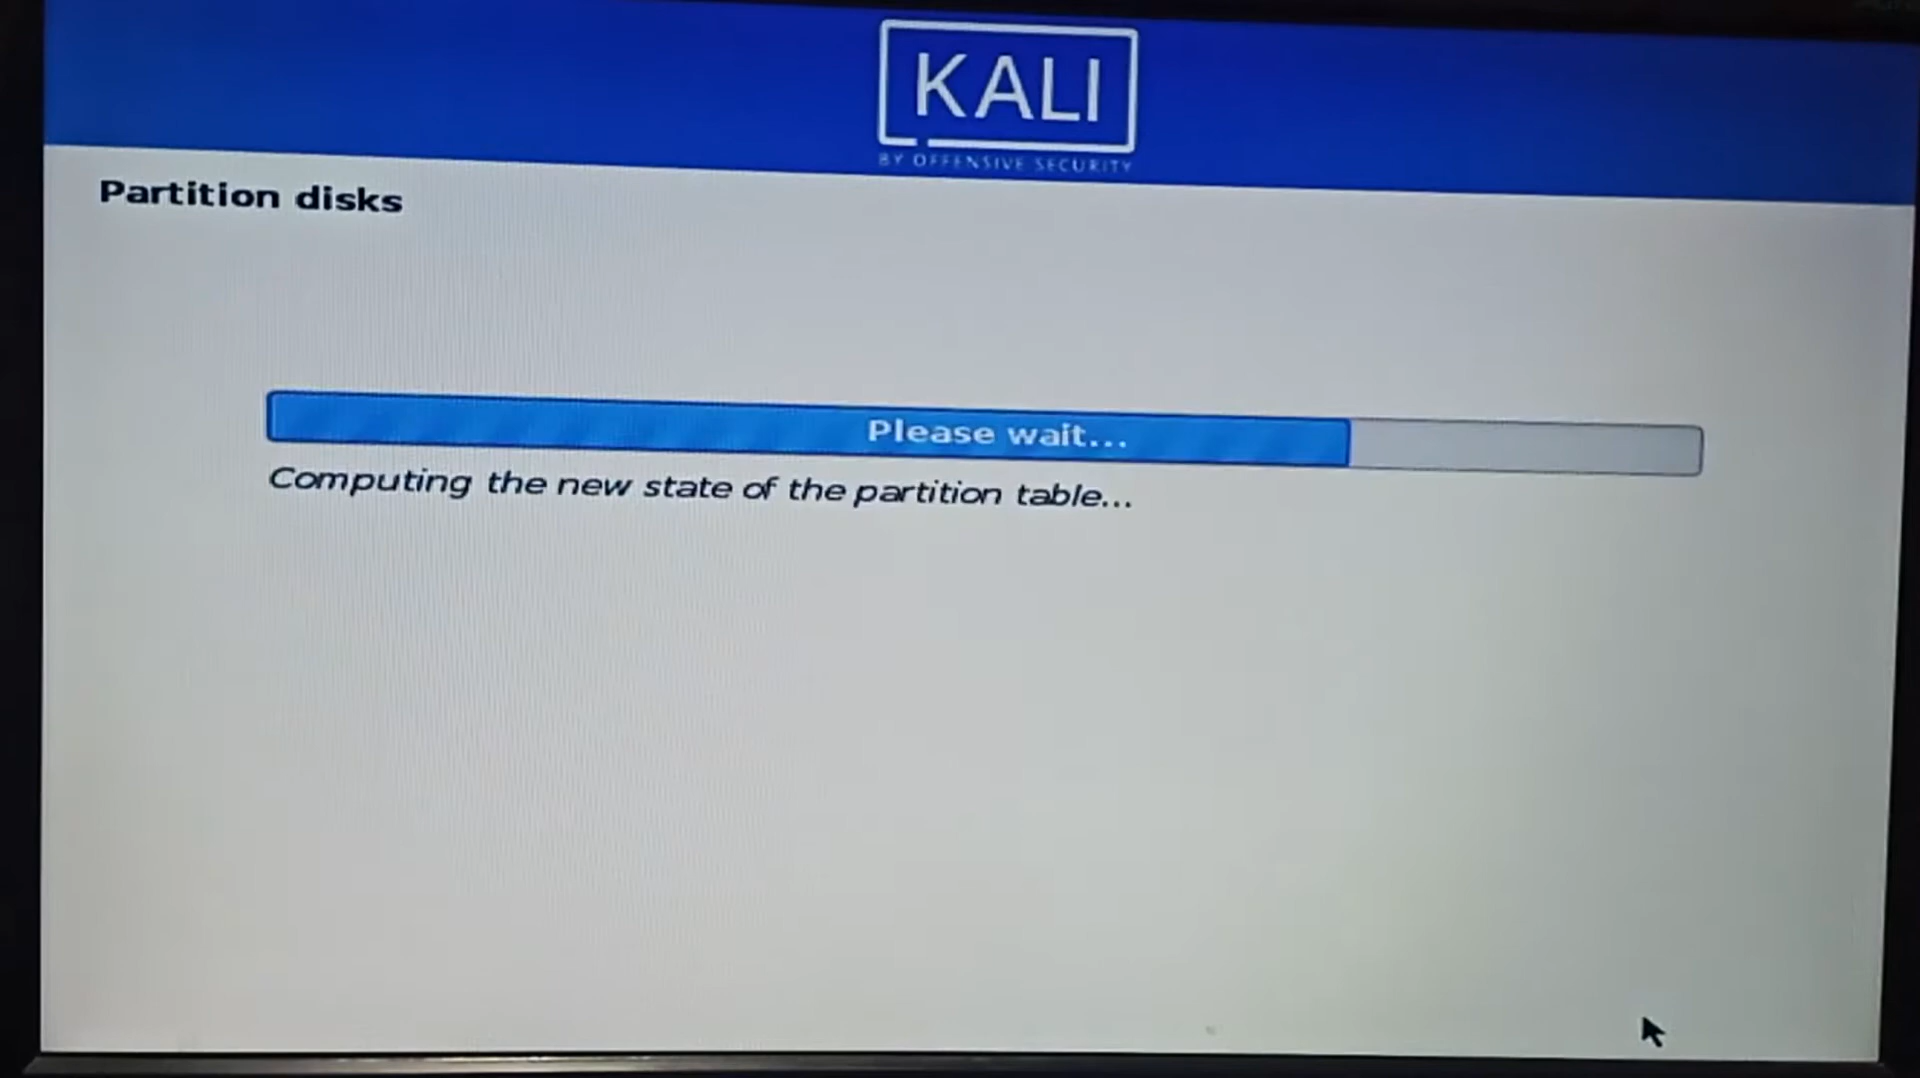 KALI
BY OFFENSIVE SECURITY
Partition disks
Please wait...
Computing the new state of the partition table...